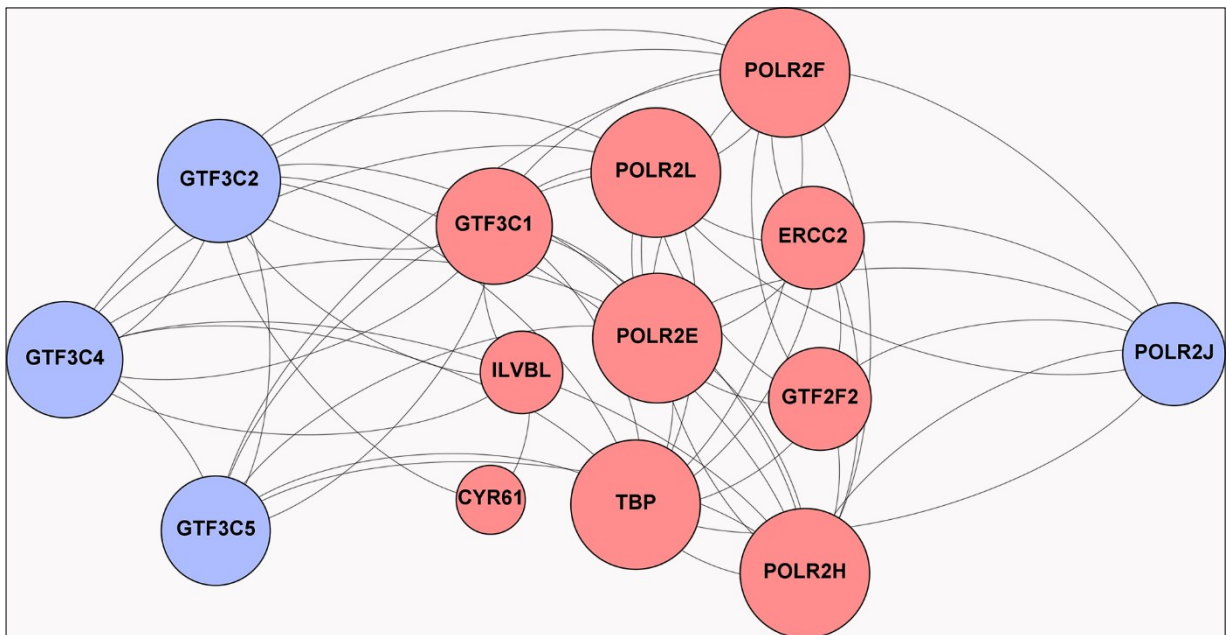 POLR2F
GTF3C2
POLR2L
GTF3C1
ERCC2
POLR2E
GTF3C4
POLR2J
ILVBL
GTF2F2
CYR61
TBP
GTF3C5
POLR2H